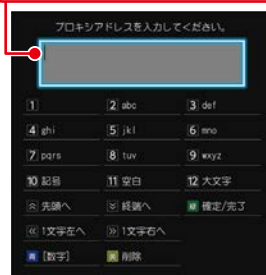 プロキシアドレスを入力してください。
1 2 abc 3 def
4 ghi 5 jkl 6 mno
7 pqrs 8 tuv 9 wxyz
10 記号 11 空白 12 大文字
先頭へ 終端へ 緑 確定/完了
1文字左へ 1文字右へ
青 [数字] 黄 削除